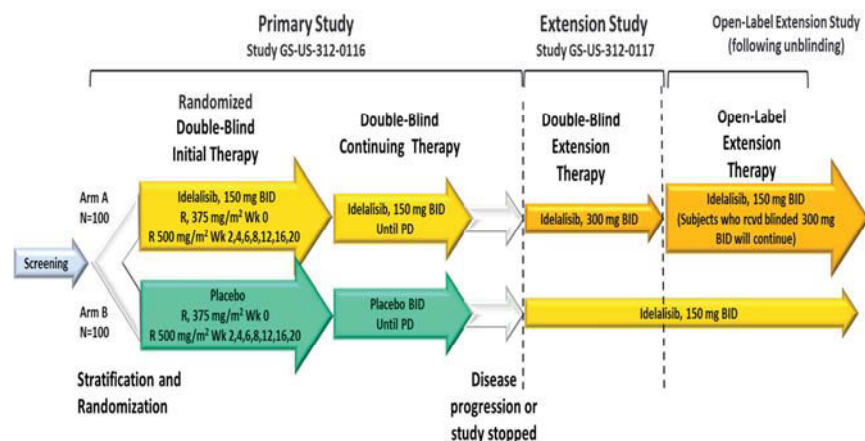 Primary Study
Study GS-US-312-0116
Extension Study
Study GS-US-312-0117
Open-Label Extension Study
(following unblinding)
Randomized
Double-Blind
Initial Therapy
Double-Blind
Continuing Therapy
Double-Blind
Extension
Therapy
Open-Label
Extension
Therapy
Screening
Arm A
N=100
Idelalisib, 150 mg BID
R, 375 mg/m² Wk 0
R 500 mg/m² Wk 2,4,6,8,12,16,20
Idelalisib, 150 mg BID
Until PD
Idelalisib, 300 mg BID
Idelalisib, 150 mg BID
(Subjects who rcvd blinded 300 mg
BID will continue)
Arm B
N=100
Placebo
R, 375 mg/m² Wk 0
R 500 mg/m² Wk 2,4,6,8,12,16,20
Placebo BID
Until PD
Idelalisib, 150 mg BID
Stratification and
Randomization
Disease
progression or
study stopped